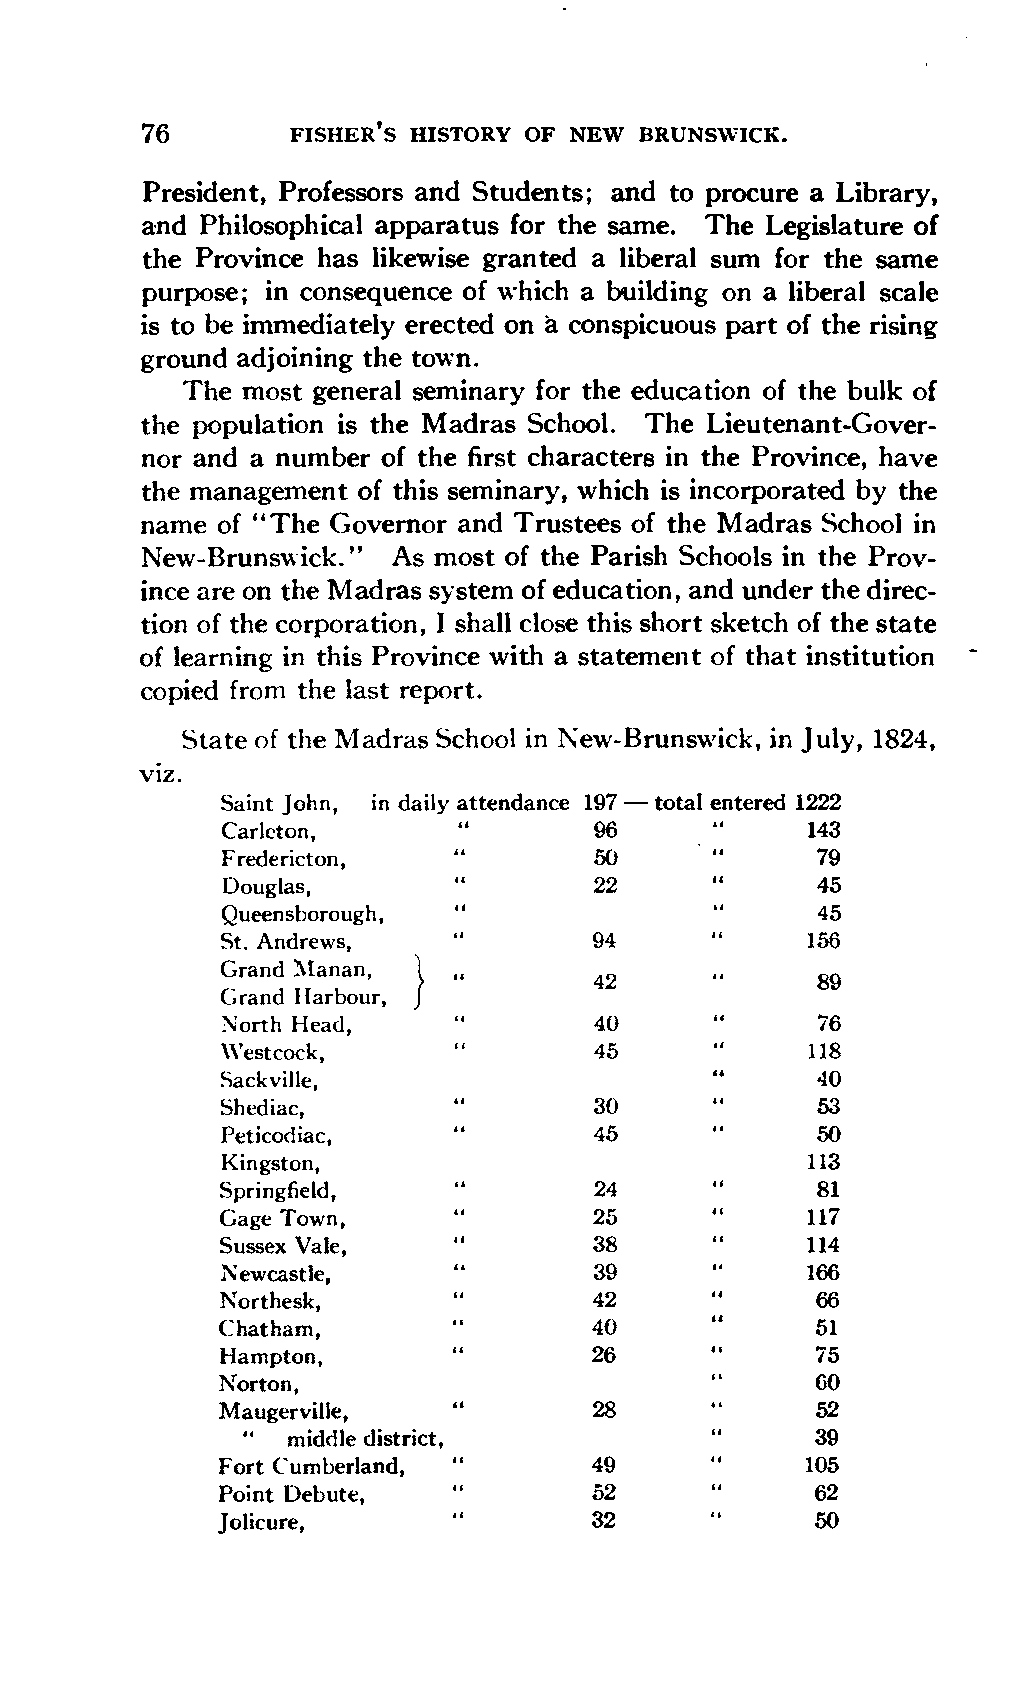 76 FISHER'S HISTORY OF NEW BRUNSWICK.
President, Professors and Students; and to procure a Library,
and Philosophical apparatus for the same. The Legislature of
the Province has likewise granted a liberal sum for the same
purpose; in consequence of which a building on a liberal scale
is to be immediately erected on a conspicuous part of the rising
ground adjoining the town.
The most general seminary for the education of the bulk of
the population is the Madras School. The Lieutenant-Gover-
nor and a number of the first characters in the Province, have
the management of this seminary, which is incorporated by the
name of "The Governor and Trustees of the Madras School in
New-Brunswick." As most of the Parish Schools in the Prov-
ince are on the Madras system of education, and under the direc-
tion of the corporation, I shall close this short sketch of the state
of learning in this Province with a statement of that institution
copied from the last report.
State of the Madras School in New-Brunswick, in July, 1824,
viz.
Saint John, in daily attendance 197 — total entered 1222
Carleton, " 96 " 143
Fredericton, " 50 " 79
Douglas, " 22 " 45
Queensborough, " " 45
St. Andrews, " 94 " 156
Grand Manan, } " 42 " 89
Grand Harbour,
North Head, " 40 " 76
Westcock, " 45 " 118
Sackville, " 40
Shediac, " 30 " 53
Peticodiac, " 45 " 50
Kingston, 113
Springfield, " 24 " 81
Gage Town, " 25 " 117
Sussex Vale, " 38 " 114
Newcastle, " 39 " 166
Northesk, " 42 " 66
Chatham, " 40 " 51
Hampton, " 26 " 75
Norton, " 60
Maugerville, " 28 " 52
" middle district, " 39
Fort Cumberland, " 49 " 105
Point Debute, " 52 " 62
Jolicure, " 32 " 50